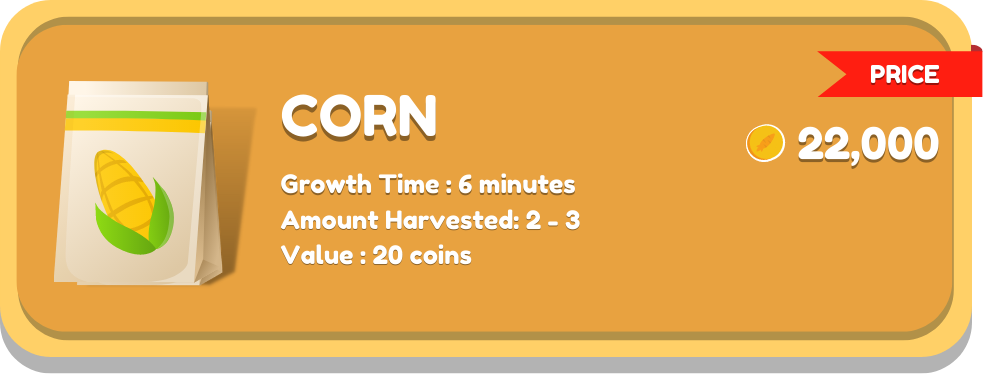 PRICE
CORN
22,000
Growth Time : 6 minutes
Amount Harvested: 2 - 3
Value : 20 coins